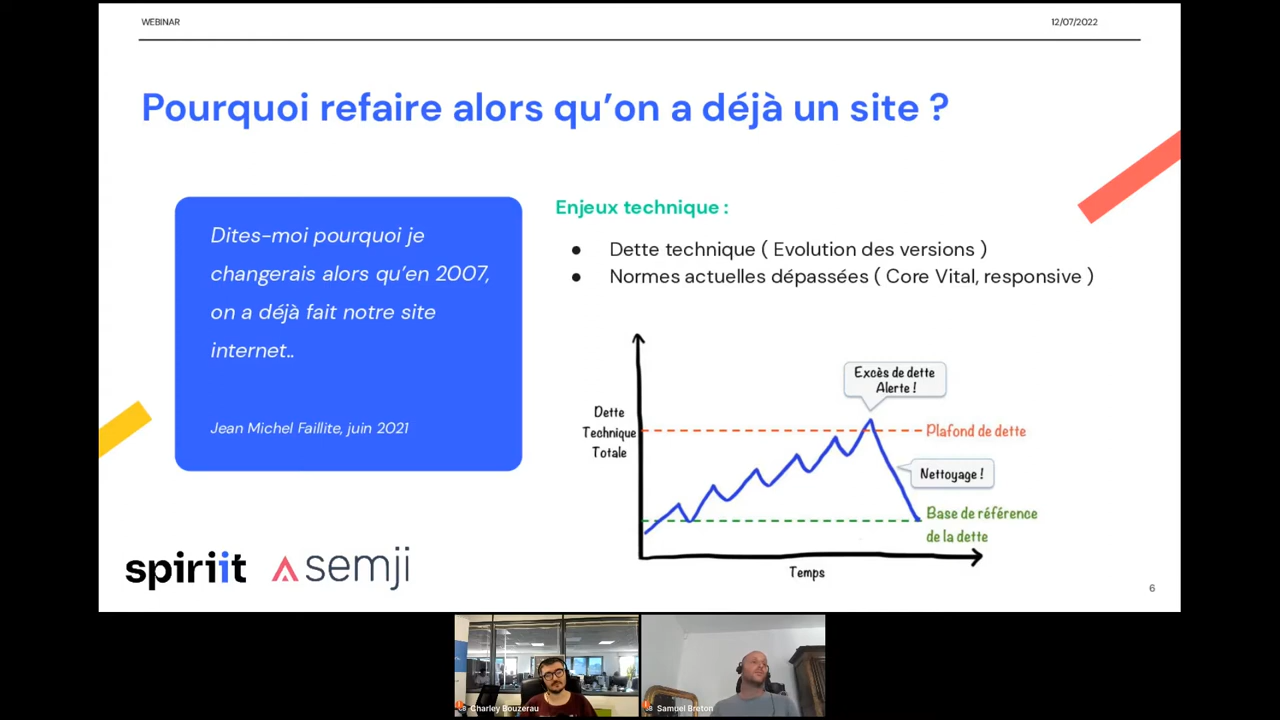 WEBINAR
12/07/2022
Pourquoi refaire alors qu’on a déjà un site ?
Dites-moi pourquoi je
changerais alors qu’en 2007,
on a déjà fait notre site
internet..
Jean Michel Faillite, juin 2021
Enjeux technique :
● Dette technique ( Evolution des versions )
● Normes actuelles dépassées ( Core Vital, responsive )
Excès de dette
Alerte !
Dette
Technique
Totale
Plafond de dette
Nettoyage !
Base de référence
de la dette
Temps
spiriit
semji
6
Charley Bouzerau
Samuel Breton